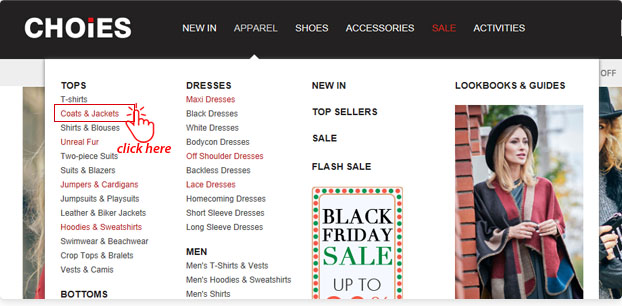 CHOiES
NEW IN
APPAREL
SHOES
ACCESSORIES
SALE
ACTIVITIES
OFF
TOPS
T-shirts
Coats & Jackets
Shirts & Blouses
Unreal Fur
Two-piece Suits
Suits & Blazers
Jumpers & Cardigans
Jumpsuits & Playsuits
Leather & Biker Jackets
Hoodies & Sweatshirts
Swimwear & Beachwear
Crop Tops & Bralets
Vests & Camis
BOTTOMS
click here
DRESSES
Maxi Dresses
Black Dresses
White Dresses
Bodycon Dresses
Off Shoulder Dresses
Backless Dresses
Lace Dresses
Homecoming Dresses
Short Sleeve Dresses
Long Sleeve Dresses
MEN
Men's T-Shirts & Vests
Men's Hoodies & Sweatshirts
Men's Shirts
NEW IN
TOP SELLERS
SALE
FLASH SALE
BLACK
FRIDAY
SALE
UP TO
LOOKBOOKS & GUIDES